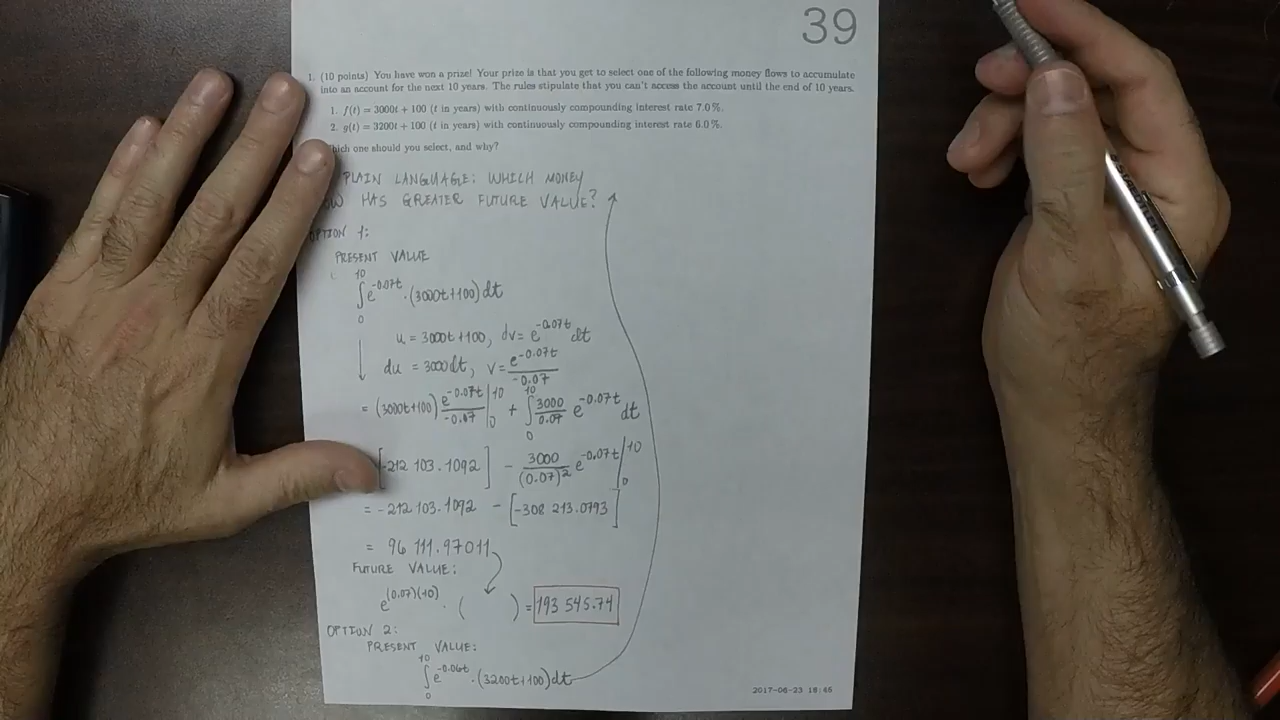 39
1. (10 points) You have won a prize! Your prize is that you get to select one of the following money flows to accumulate
into an account for the next 10 years. The rules stipulate that you can't access the account until the end of 10 years.
1. f(t) = 3000t + 100 (t in years) with continuously compounding interest rate 7.0%.
2. g(t) = 3200t + 100 (t in years) with continuously compounding interest rate 6.0%.
hich one should you select, and why?
PLAIN LANGUAGE: WHICH MONEY
OW HAS GREATER FUTURE VALUE?
OPTION 1:
PRESENT VALUE
∫₀¹⁰ e^{-0.07t} · (3000t+100) dt
u = 3000t+100, dv = e^{-0.07t} dt
du = 3000dt, v = e^{-0.07t}/-0.07
= (3000t+100) e^{-0.07t}/-0.07 |₀¹⁰ + ∫₀¹⁰ 3000/0.07 e^{-0.07t} dt
[-212 103.1092] - 3000/(0.07)² e^{-0.07t} |₀¹⁰
= -212 103.1092 - [-308 213.0793]
= 96 111.97011
FUTURE VALUE:
e^{(0.07)(10)} · ( ) = 193 545.74
OPTION 2:
PRESENT VALUE:
∫₀¹⁰ e^{-0.06t} · (3200t+100) dt
2017-06-23 18:46